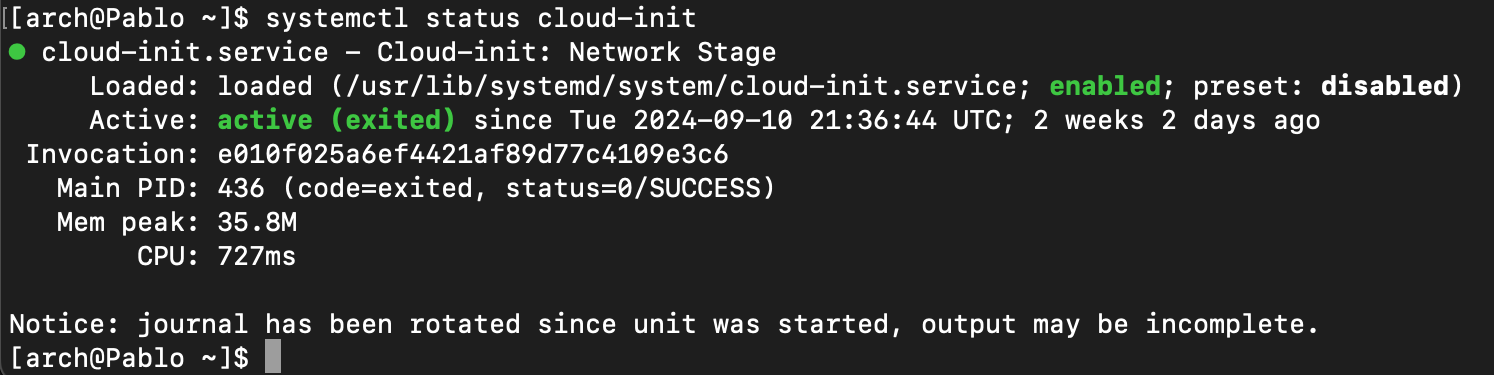 [[arch@Pablo ~]$ systemctl status cloud-init
● cloud-init.service - Cloud-init: Network Stage
     Loaded: loaded (/usr/lib/systemd/system/cloud-init.service; enabled; preset: disabled)
     Active: active (exited) since Tue 2024-09-10 21:36:44 UTC; 2 weeks 2 days ago
 Invocation: e010f025a6ef4421af89d77c4109e3c6
   Main PID: 436 (code=exited, status=0/SUCCESS)
   Mem peak: 35.8M
        CPU: 727ms

Notice: journal has been rotated since unit was started, output may be incomplete.
[arch@Pablo ~]$